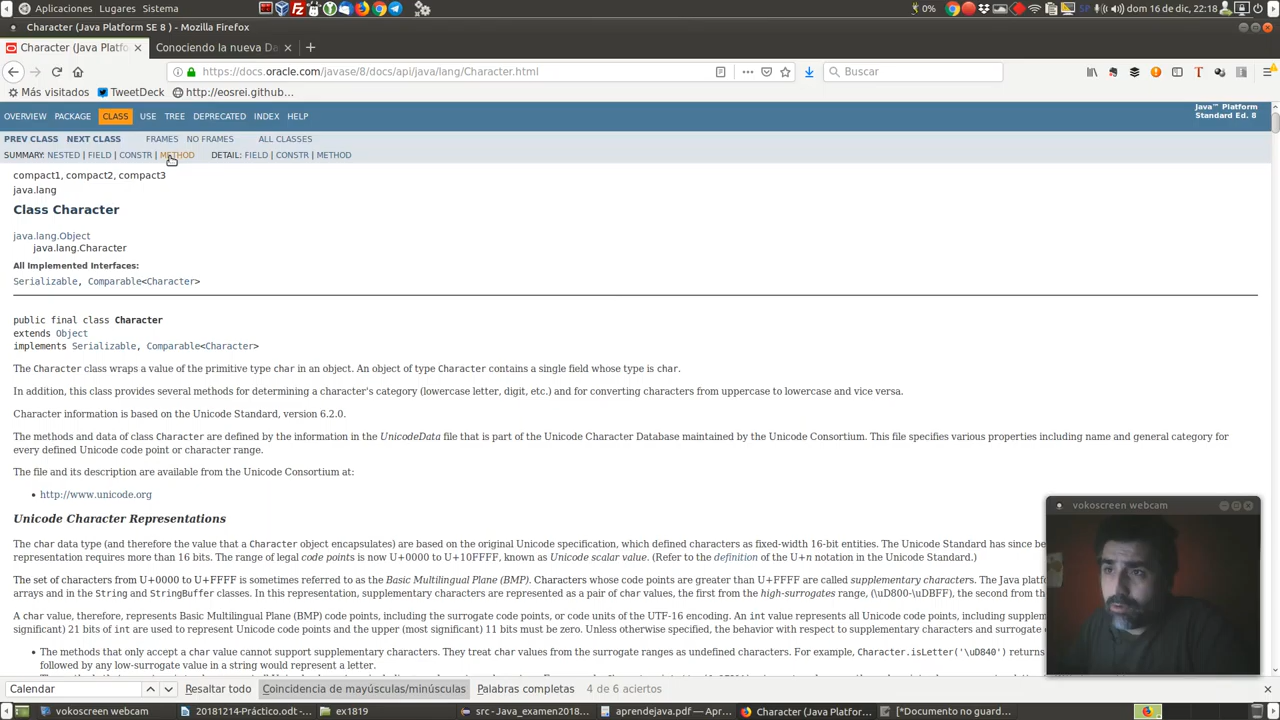 Aplicaciones Lugares Sistema 0% SP dom 16 de dic, 22:18
Character (Java Platform SE 8 ) - Mozilla Firefox
Character (Java Platfo Conociendo la nueva Da
https://docs.oracle.com/javase/8/docs/api/java/lang/Character.html Buscar
Más visitados TweetDeck http://eosrei.github...
OVERVIEW PACKAGE CLASS USE TREE DEPRECATED INDEX HELP
Java™ Platform
Standard Ed. 8
PREV CLASS NEXT CLASS FRAMES NO FRAMES ALL CLASSES
SUMMARY: NESTED | FIELD | CONSTR | METHOD DETAIL: FIELD | CONSTR | METHOD
compact1, compact2, compact3
java.lang
Class Character
java.lang.Object
java.lang.Character
All Implemented Interfaces:
Serializable, Comparable<Character>
public final class Character
extends Object
implements Serializable, Comparable<Character>
The Character class wraps a value of the primitive type char in an object. An object of type Character contains a single field whose type is char.
In addition, this class provides several methods for determining a character's category (lowercase letter, digit, etc.) and for converting characters from uppercase to lowercase and vice versa.
Character information is based on the Unicode Standard, version 6.2.0.
The methods and data of class Character are defined by the information in the UnicodeData file that is part of the Unicode Character Database maintained by the Unicode Consortium. This file specifies various properties including name and general category for
every defined Unicode code point or character range.
The file and its description are available from the Unicode Consortium at:
• http://www.unicode.org
Unicode Character Representations
The char data type (and therefore the value that a Character object encapsulates) are based on the original Unicode specification, which defined characters as fixed-width 16-bit entities. The Unicode Standard has since be
representation requires more than 16 bits. The range of legal code points is now U+0000 to U+10FFFF, known as Unicode scalar value. (Refer to the definition of the U+n notation in the Unicode Standard.)
The set of characters from U+0000 to U+FFFF is sometimes referred to as the Basic Multilingual Plane (BMP). Characters whose code points are greater than U+FFFF are called supplementary characters. The Java platf
arrays and in the String and StringBuffer classes. In this representation, supplementary characters are represented as a pair of char values, the first from the high-surrogates range, (\uD800-\uDBFF), the second from th
A char value, therefore, represents Basic Multilingual Plane (BMP) code points, including the surrogate code points, or code units of the UTF-16 encoding. An int value represents all Unicode code points, including supplem
significant) 21 bits of int are used to represent Unicode code points and the upper (most significant) 11 bits must be zero. Unless otherwise specified, the behavior with respect to supplementary characters and surrogate c
• The methods that only accept a char value cannot support supplementary characters. They treat char values from the surrogate ranges as undefined characters. For example, Character.isLetter('\uD840') returns
followed by any low-surrogate value in a string would represent a letter.
vokoscreen webcam
Calendar Resaltar todo Coincidencia de mayúsculas/minúsculas Palabras completas 4 de 6 aciertos
vokoscreen webcam 20181214-Práctico.odt -... ex1819 src - Java_examen2018... aprendejava.pdf — Apr... Character (Java Platfor... [*Documento no guard...